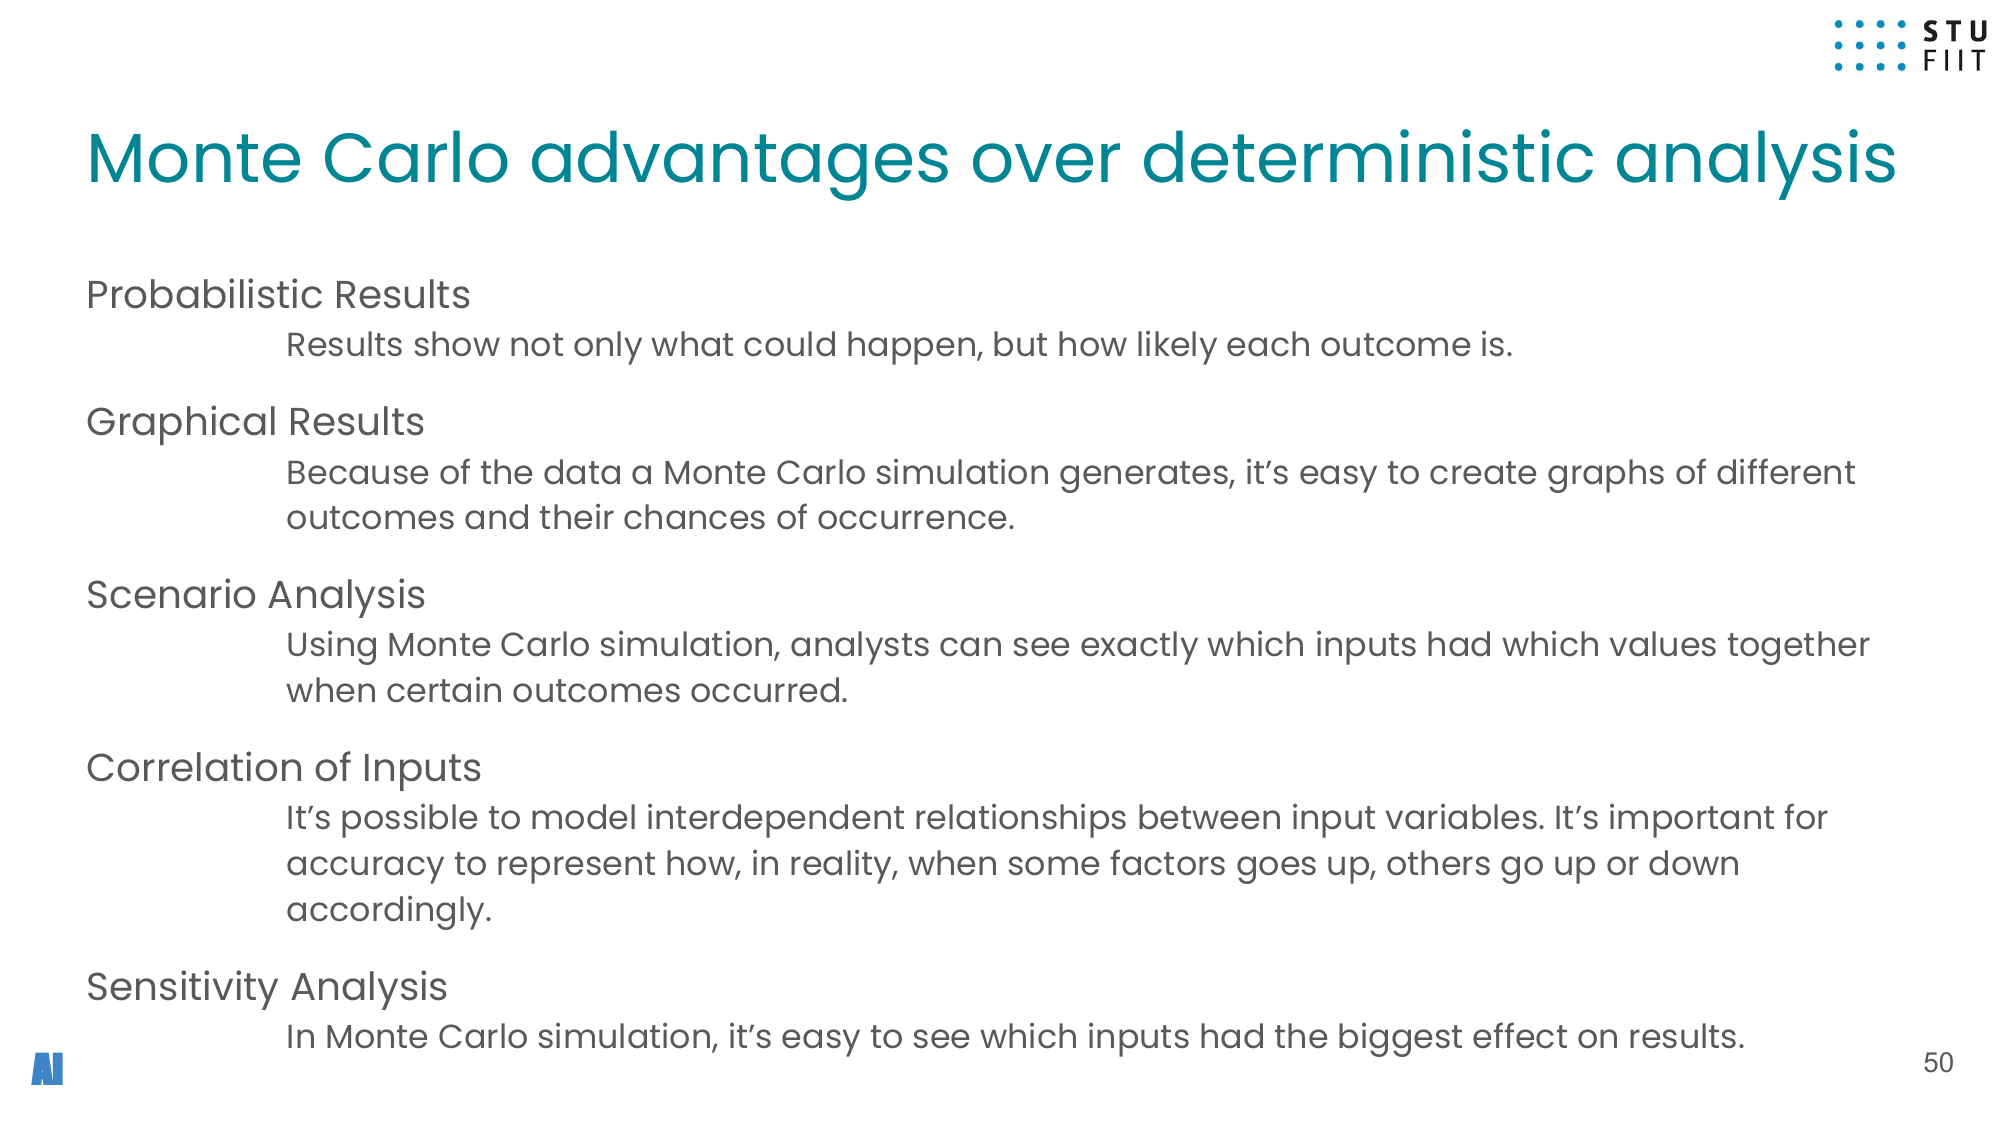 STU
FIIT
Monte Carlo advantages over deterministic analysis
Probabilistic Results
Results show not only what could happen, but how likely each outcome is.
Graphical Results
Because of the data a Monte Carlo simulation generates, it’s easy to create graphs of different
outcomes and their chances of occurrence.
Scenario Analysis
Using Monte Carlo simulation, analysts can see exactly which inputs had which values together
when certain outcomes occurred.
Correlation of Inputs
It’s possible to model interdependent relationships between input variables. It’s important for
accuracy to represent how, in reality, when some factors goes up, others go up or down
accordingly.
Sensitivity Analysis
In Monte Carlo simulation, it’s easy to see which inputs had the biggest effect on results.
AI
50